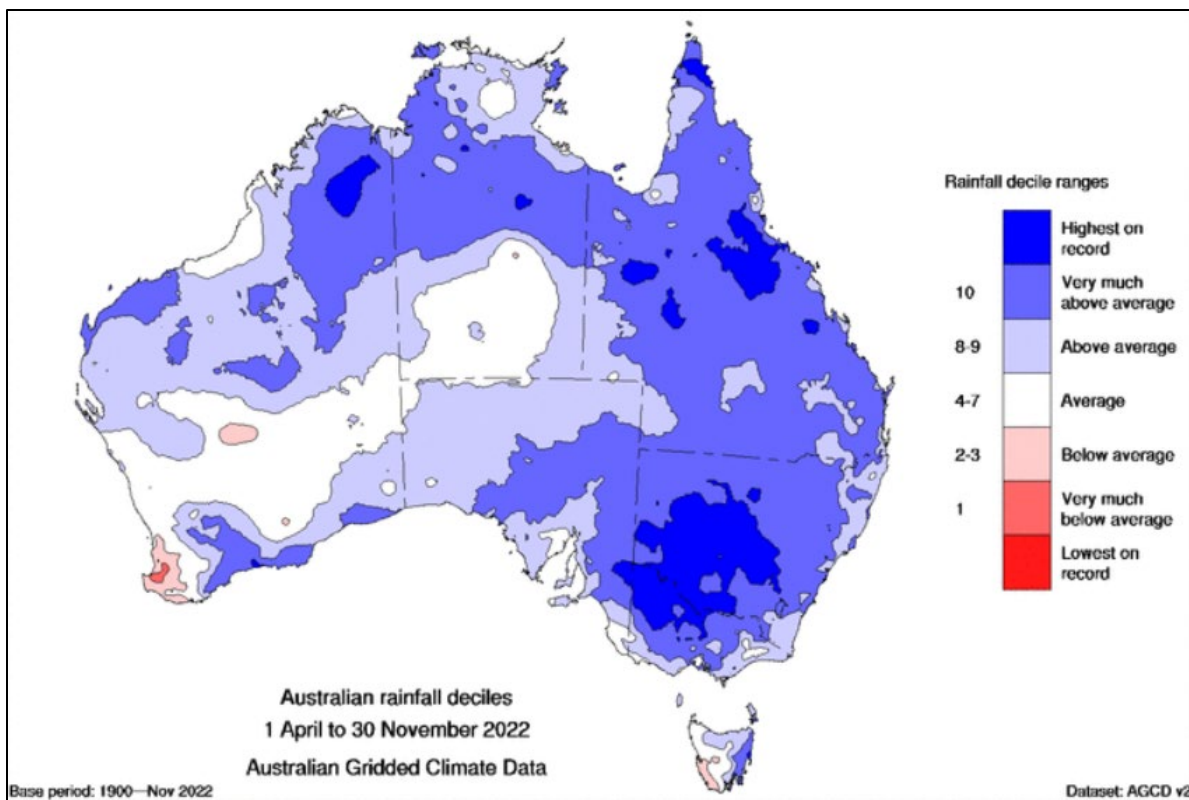 Rainfall decile ranges
Highest on
record
10
Very much
above average
8-9
Above average
4-7
Average
2-3
Below average
1
Very much
below average
Lowest on
record
Australian rainfall deciles
1 April to 30 November 2022
Australian Gridded Climate Data
Base period: 1900—Nov 2022
Dataset: AGCD v2